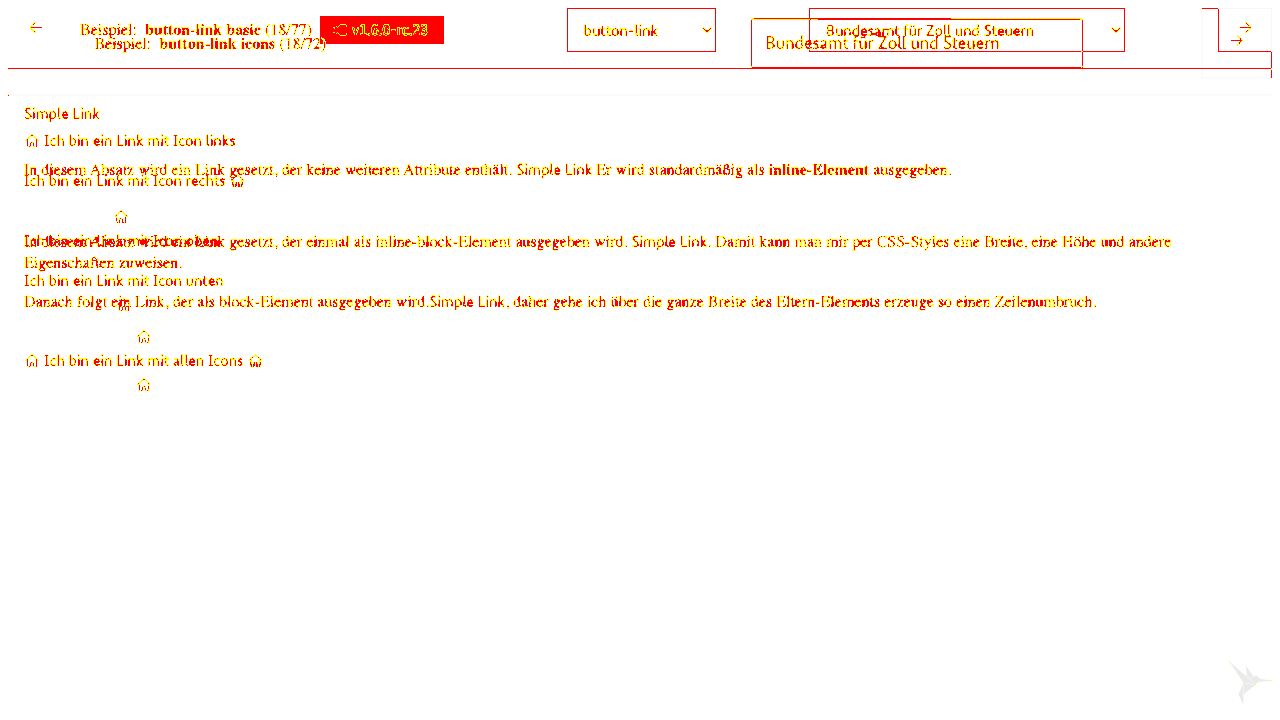 Beispiel: button-link basic (18/77) v1.6.0-rc.23 button-link Bundesamt für Zoll und Steuern
Beispiel: button-link icons (18/72) Bundesamt für Zoll und Steuern
Simple Link
Ich bin ein Link mit Icon links
In diesem Absatz wird ein Link gesetzt, der keine weiteren Attribute enthält. Simple Link Er wird standardmäßig als inline-Element ausgegeben.
Ich bin ein Link mit Icon rechts
Ich bin ein Link mit Icon oben
In diesem Absatz wird ein Link gesetzt, der einmal als inline-block-Element ausgegeben wird. Simple Link. Damit kann man mir per CSS-Styles eine Breite, eine Höhe und andere
Eigenschaften zuweisen.
Ich bin ein Link mit Icon unten
Danach folgt ein Link, der als block-Element ausgegeben wird.Simple Link, daher gehe ich über die ganze Breite des Eltern-Elements erzeuge so einen Zeilenumbruch.
Ich bin ein Link mit allen Icons